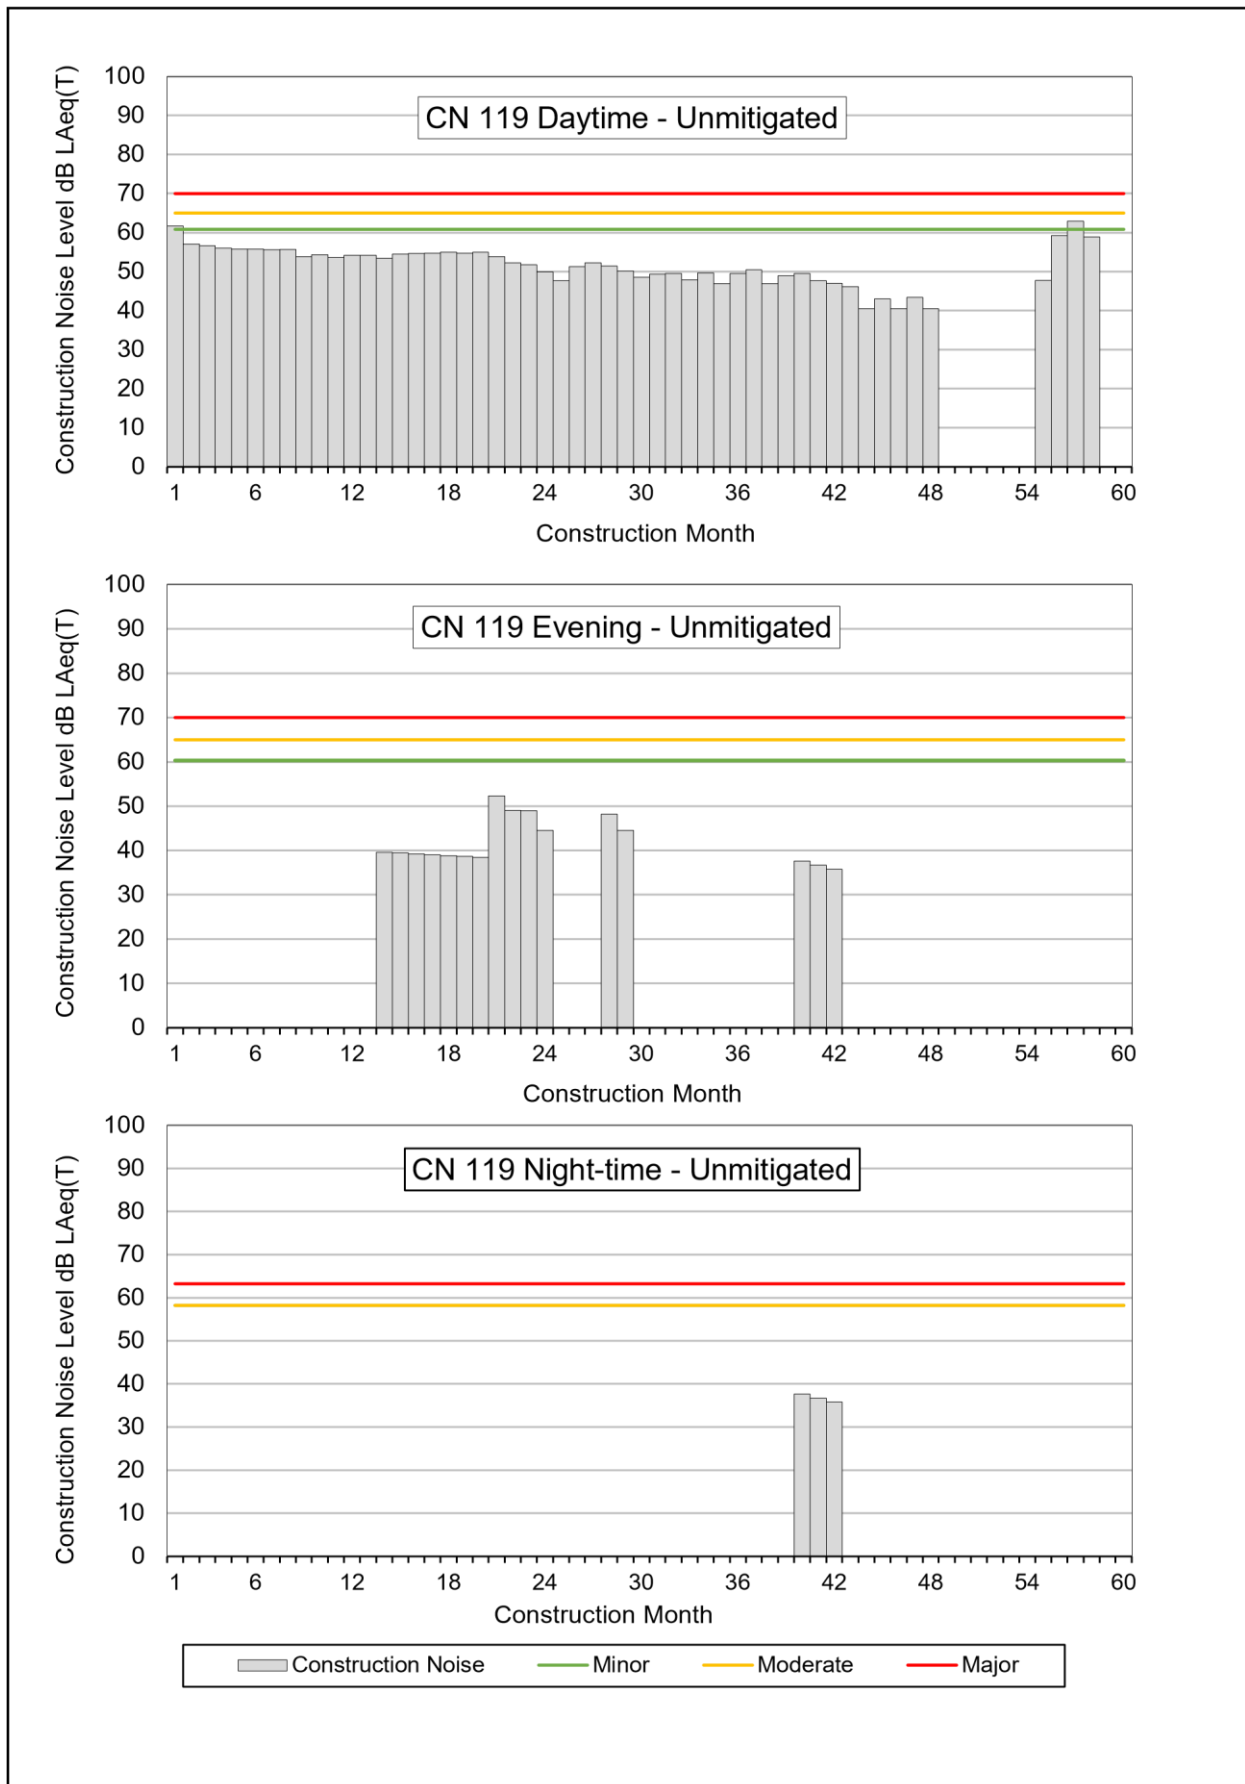 CN 119 Daytime - Unmitigated
Construction Noise Level dB LAeq(T)
100
90
80
70
60
50
40
30
20
10
0
1 6 12 18 24 30 36 42 48 54 60
Construction Month
CN 119 Evening - Unmitigated
Construction Noise Level dB LAeq(T)
100
90
80
70
60
50
40
30
20
10
0
1 6 12 18 24 30 36 42 48 54 60
Construction Month
CN 119 Night-time - Unmitigated
Construction Noise Level dB LAeq(T)
100
90
80
70
60
50
40
30
20
10
0
1 6 12 18 24 30 36 42 48 54 60
Construction Month
Construction Noise Minor Moderate Major